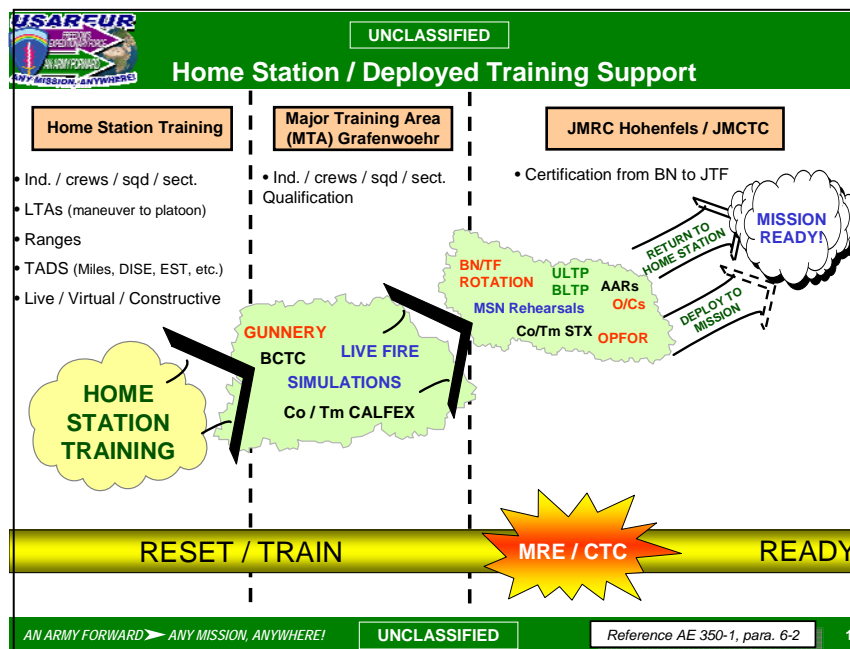 USAREUR
FREEDOM'S
EXPEDITIONARY FORCE
AN ARMY FORWARD
ANY MISSION, ANYWHERE!
UNCLASSIFIED
Home Station / Deployed Training Support
Home Station Training
Major Training Area
(MTA) Grafenwoehr
JMRC Hohenfels / JMCTC
• Ind. / crews / sqd / sect.
• LTAs (maneuver to platoon)
• Ranges
• TADS (Miles, DISE, EST, etc.)
• Live / Virtual / Constructive
• Ind. / crews / sqd / sect.
Qualification
• Certification from BN to JTF
HOME
STATION
TRAINING
GUNNERY
BCTC
LIVE FIRE
SIMULATIONS
Co / Tm CALFEX
BN/TF
ROTATION
ULTP
BLTP
AARs
O/Cs
MSN Rehearsals
Co/Tm STX
OPFOR
RETURN TO
HOME STATION
DEPLOY TO
MISSION
MISSION
READY!
RESET / TRAIN
MRE / CTC
READY
AN ARMY FORWARD ➤ ANY MISSION, ANYWHERE!
UNCLASSIFIED
Reference AE 350-1, para. 6-2
1